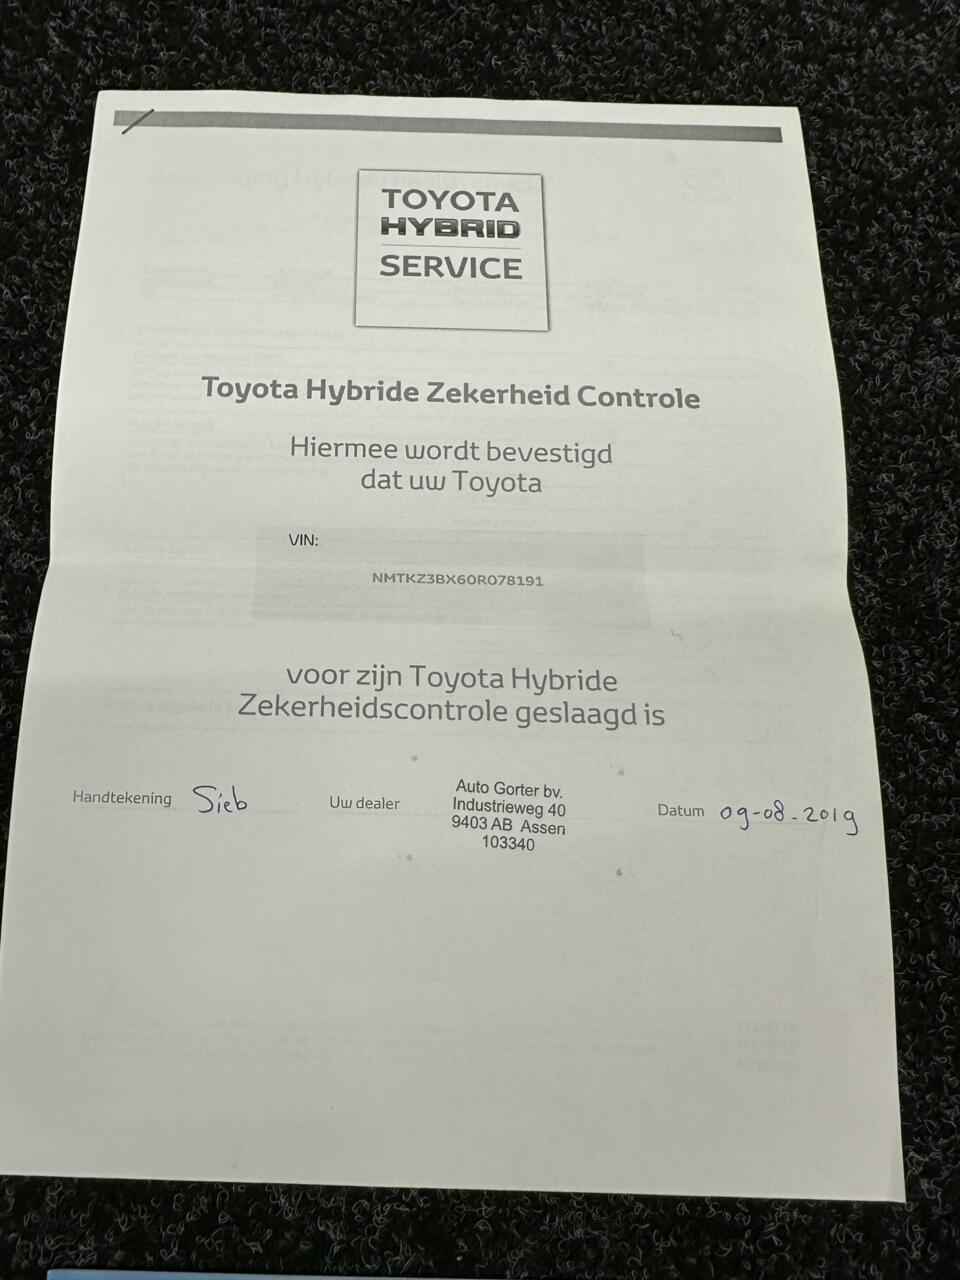 TOYOTA
HYBRID
SERVICE
Toyota Hybride Zekerheid Controle
Hiermee wordt bevestigd
dat uw Toyota
VIN:
NMTKZ3BX60R078191
voor zijn Toyota Hybride
Zekerheidscontrole geslaagd is
Handtekening Sieb
Uw dealer
Auto Gorter bv.
Industrieweg 40
9403 AB Assen
103340
Datum 09-08-2019